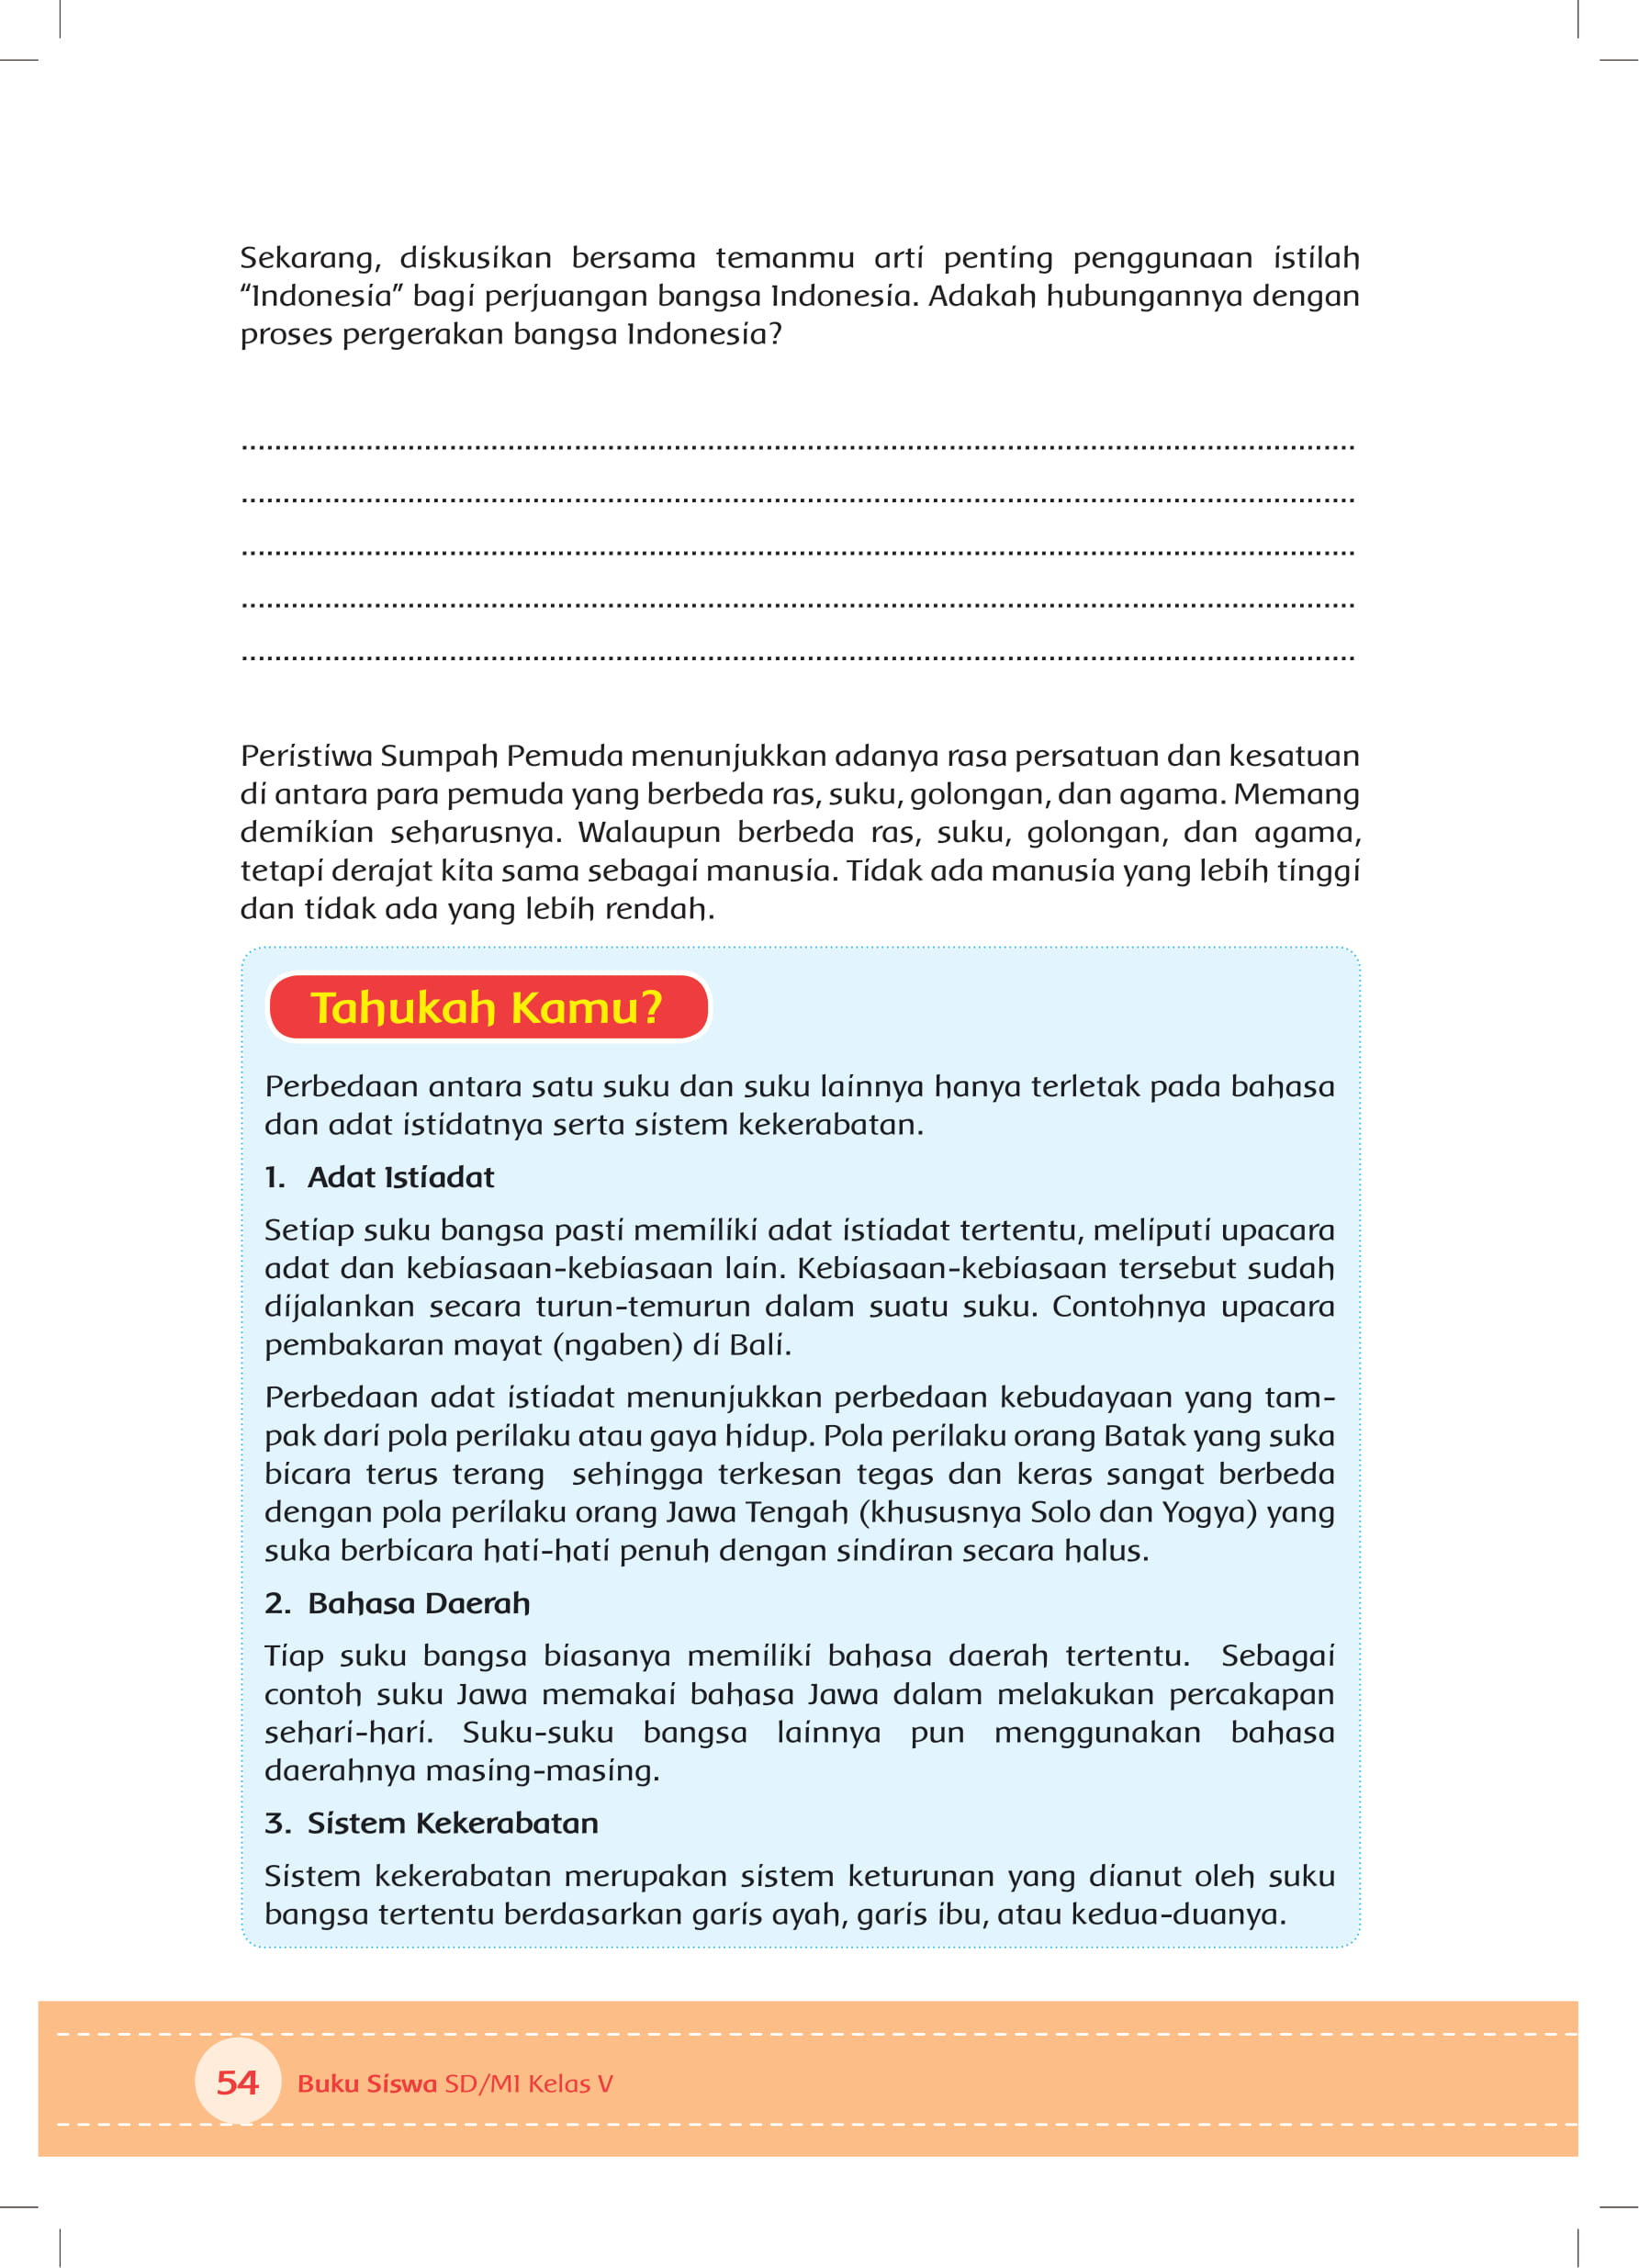 Sekarang, diskusikan bersama temanmu arti penting penggunaan istilah
“Indonesia” bagi perjuangan bangsa Indonesia. Adakah hubungannya dengan
proses pergerakan bangsa Indonesia?
Peristiwa Sumpah Pemuda menunjukkan adanya rasa persatuan dan kesatuan
di antara para pemuda yang berbeda ras, suku, golongan, dan agama. Memang
demikian seharusnya. Walaupun berbeda ras, suku, golongan, dan agama,
tetapi derajat kita sama sebagai manusia. Tidak ada manusia yang lebih tinggi
dan tidak ada yang lebih rendah.
Tahukah Kamu?
Perbedaan antara satu suku dan suku lainnya hanya terletak pada bahasa
dan adat istidatnya serta sistem kekerabatan.
1. Adat Istiadat
Setiap suku bangsa pasti memiliki adat istiadat tertentu, meliputi upacara
adat dan kebiasaan-kebiasaan lain. Kebiasaan-kebiasaan tersebut sudah
dijalankan secara turun-temurun dalam suatu suku. Contohnya upacara
pembakaran mayat (ngaben) di Bali.
Perbedaan adat istiadat menunjukkan perbedaan kebudayaan yang tam-
pak dari pola perilaku atau gaya hidup. Pola perilaku orang Batak yang suka
bicara terus terang sehingga terkesan tegas dan keras sangat berbeda
dengan pola perilaku orang Jawa Tengah (khususnya Solo dan Yogya) yang
suka berbicara hati-hati penuh dengan sindiran secara halus.
2. Bahasa Daerah
Tiap suku bangsa biasanya memiliki bahasa daerah tertentu. Sebagai
contoh suku Jawa memakai bahasa Jawa dalam melakukan percakapan
sehari-hari. Suku-suku bangsa lainnya pun menggunakan bahasa
daerahnya masing-masing.
3. Sistem Kekerabatan
Sistem kekerabatan merupakan sistem keturunan yang dianut oleh suku
bangsa tertentu berdasarkan garis ayah, garis ibu, atau kedua-duanya.
54 Buku Siswa SD/MI Kelas V